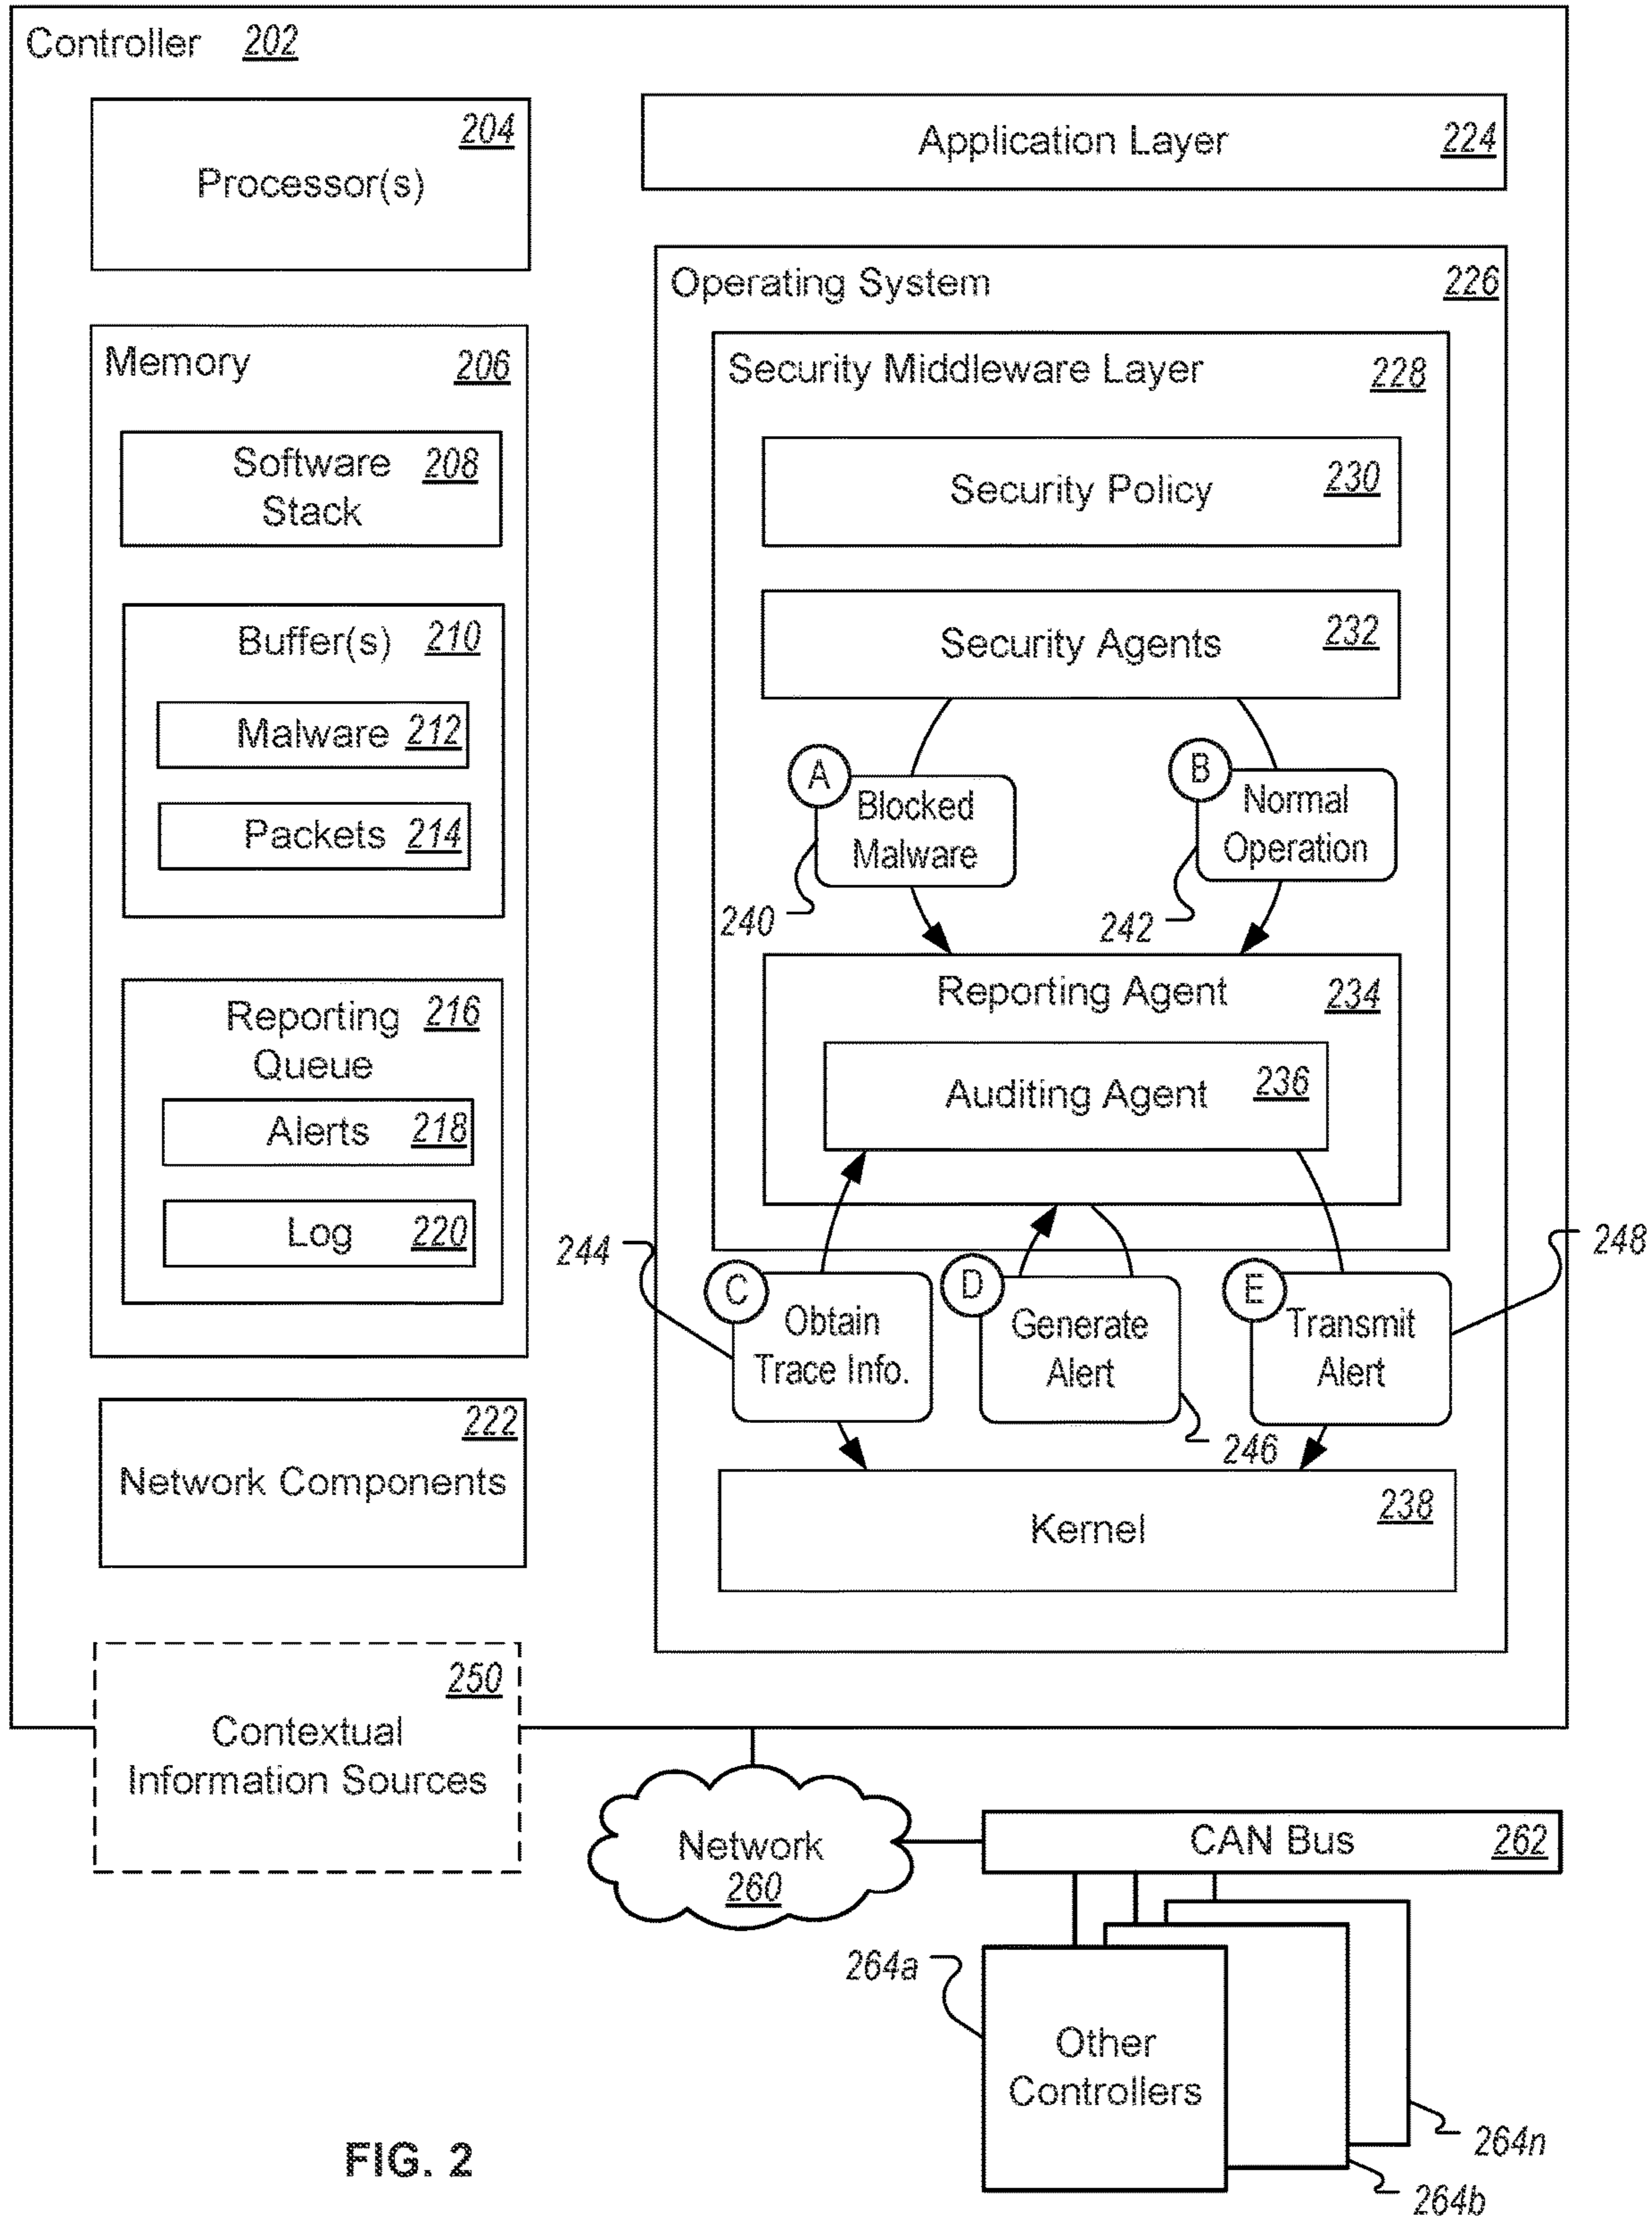 Controller 202
204
Processor(s)
Application Layer 224
Operating System 226
Memory 206
Security Middleware Layer 228
Software 208
Stack
Security Policy 230
Buffer(s) 210
Security Agents 232
Malware 212
Packets 214
A
Blocked
Malware
B
Normal
Operation
240
242
Reporting 216
Queue
Reporting Agent 234
Auditing Agent 236
Alerts 218
Log 220
244
248
C
Obtain
Trace Info.
D
Generate
Alert
E
Transmit
Alert
246
222
Network Components
238
Kernel
250
Contextual
Information Sources
Network
260
CAN Bus 262
264a
Other
Controllers
264n
264b
FIG. 2